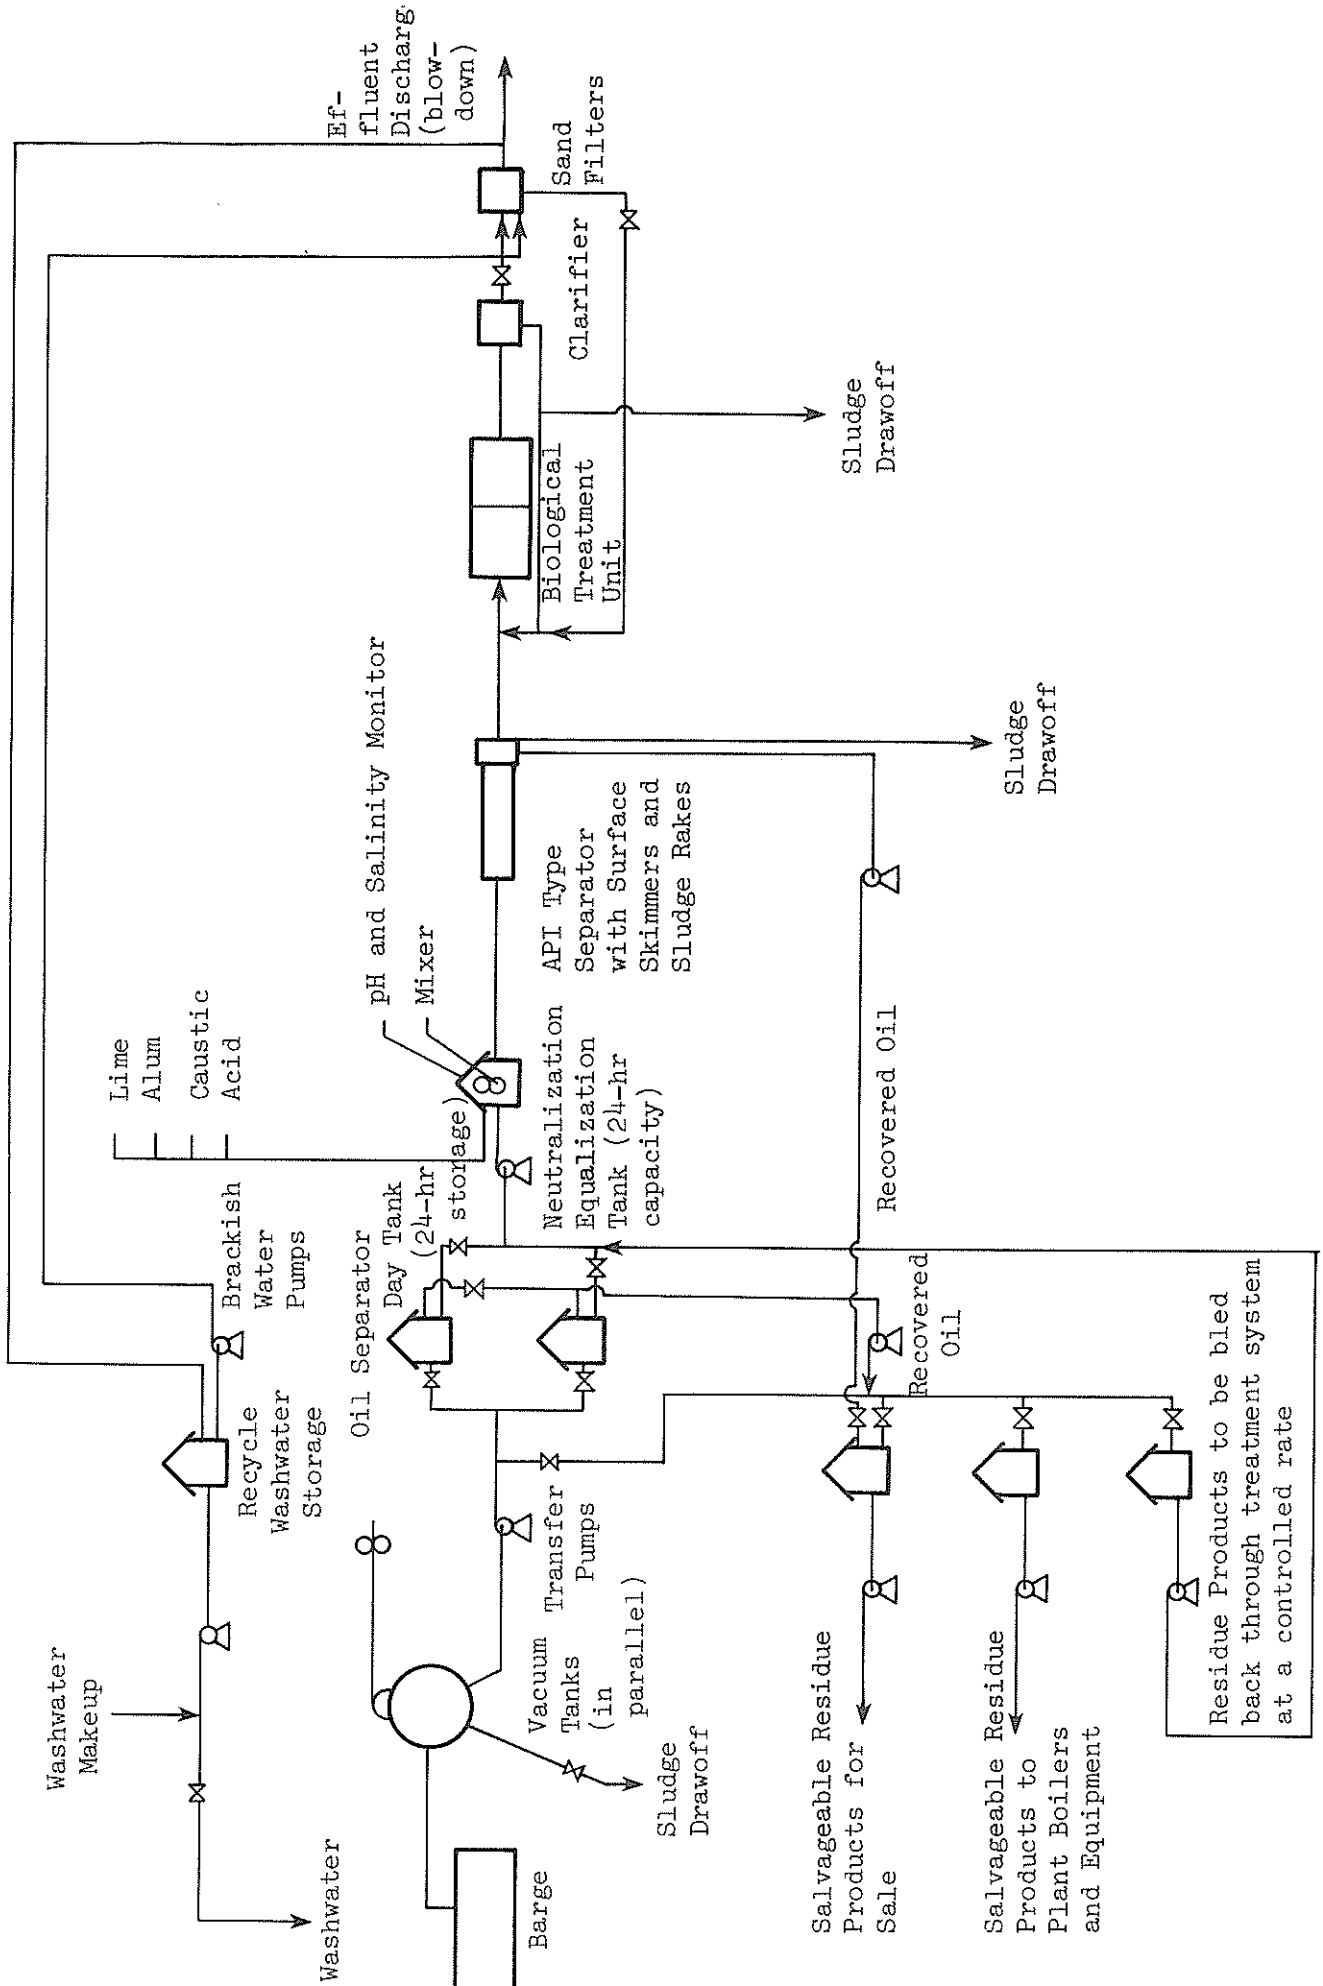 Washwater
Makeup
Washwater
Recycle
Washwater
Storage
Brackish
Water
Pumps
Lime
Alum
Caustic
Acid
pH and Salinity Monitor
Mixer
Ef-
fluent
Discharg
(blow-
down)
Barge
Vacuum
Tanks
(in
parallel)
Sludge
Drawoff
Transfer
Pumps
Oil Separator
Day Tank
(24-hr
storage)
Neutralization
Equalization
Tank (24-hr
capacity)
API Type
Separator
with Surface
Skimmers and
Sludge Rakes
Biological
Treatment
Unit
Clarifier
Sand
Filters
Sludge
Drawoff
Sludge
Drawoff
Recovered Oil
Recovered
Oil
Salvageable Residue
Products for
Sale
Salvageable Residue
Products to
Plant Boilers
and Equipment
Residue Products to be bled
back through treatment system
at a controlled rate